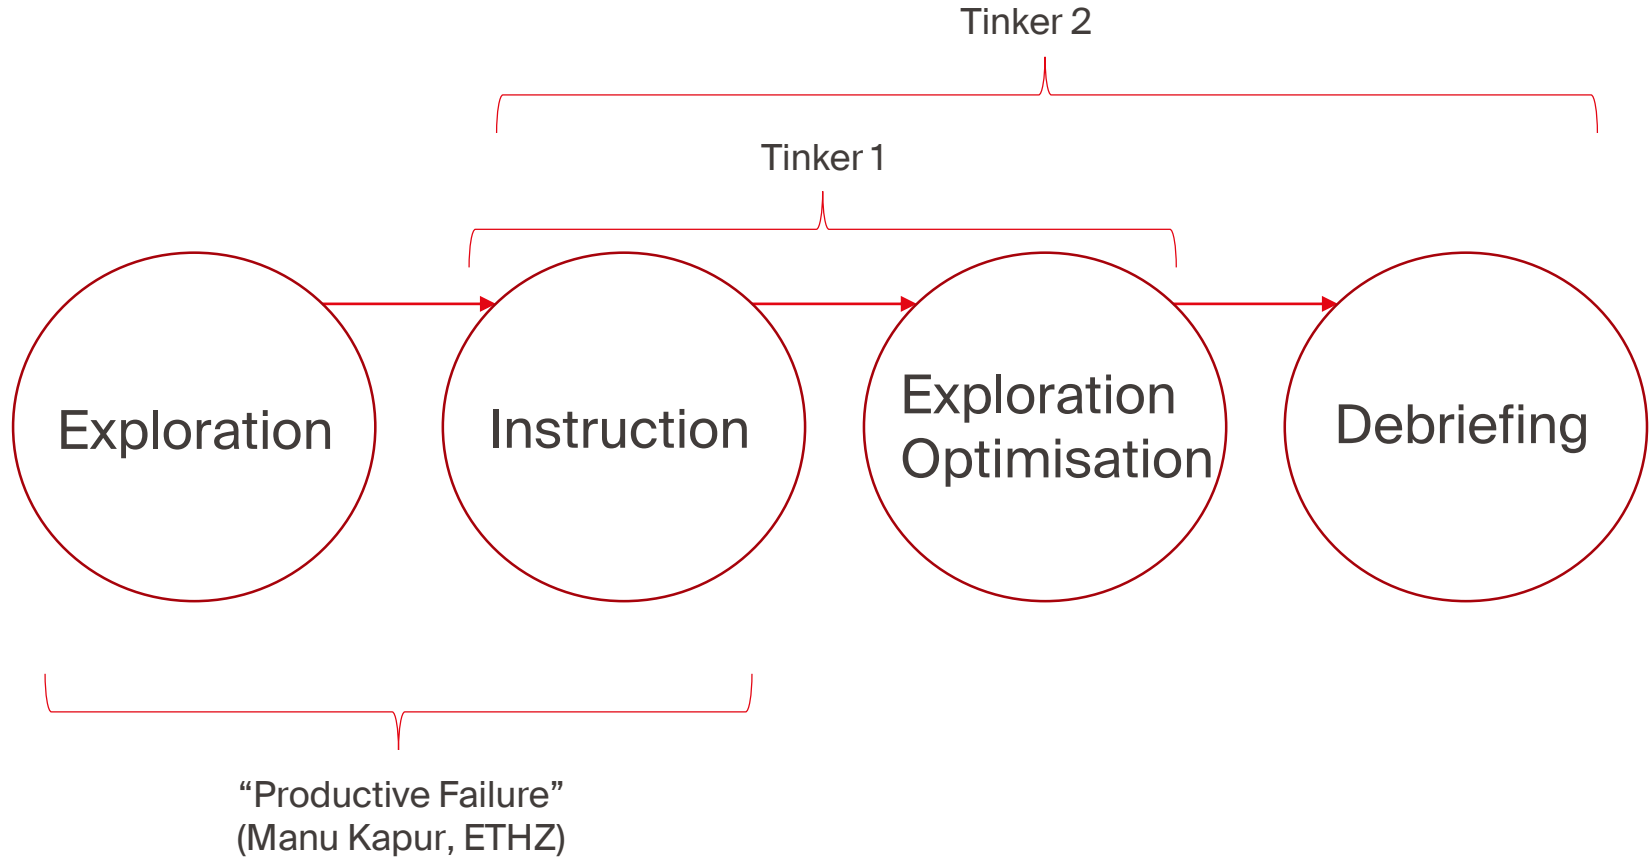 Tinker 2
Tinker 1
Exploration
Instruction
Exploration
Optimisation
Debriefing
“Productive Failure”
(Manu Kapur, ETHZ)